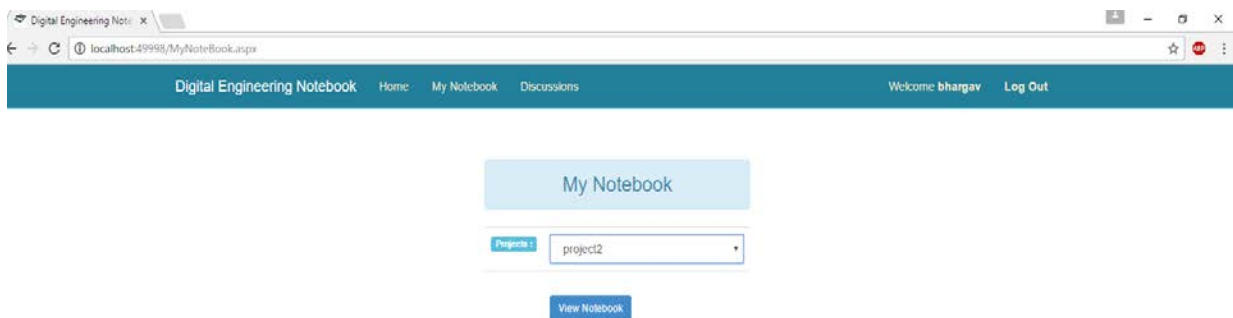 Digital Engineering Note
localhost:49998/MyNoteBook.aspx
ABP
Digital Engineering Notebook Home My Notebook Discussions Welcome bhargav Log Out
My Notebook
Projects :
project2
View Notebook